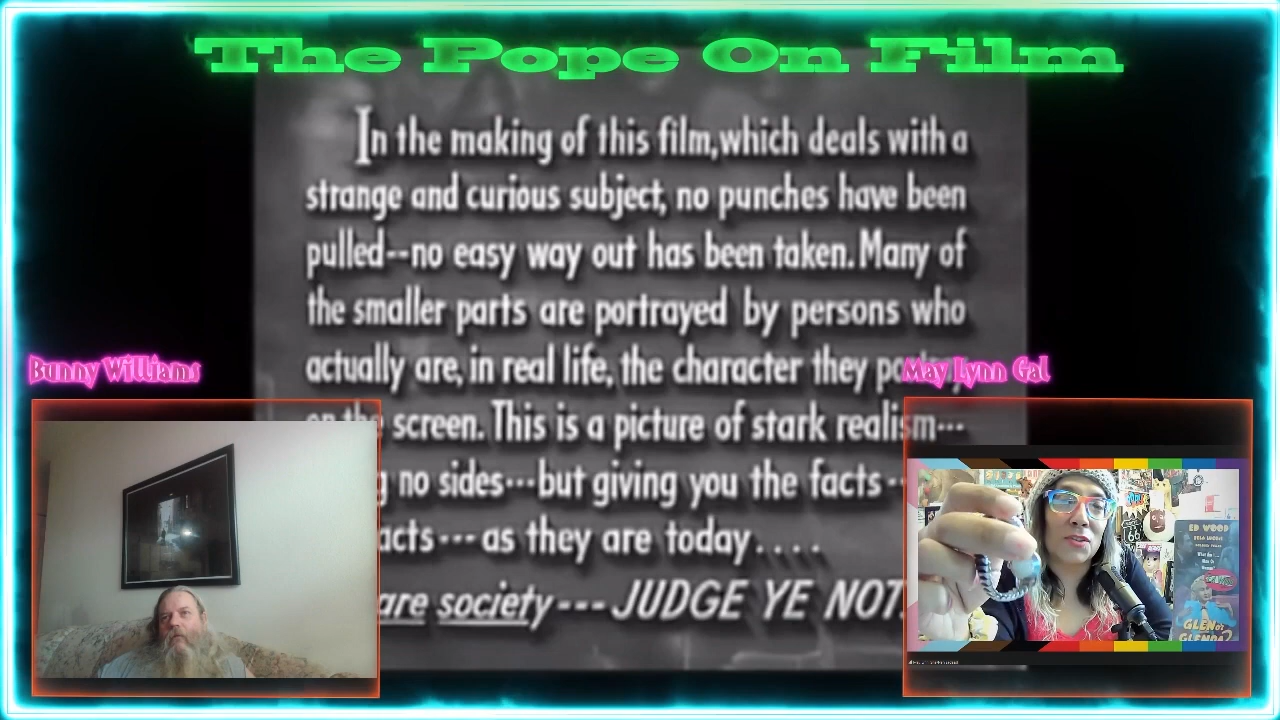 The Pope On Film
In the making of this film,which deals with a
strange and curious subject, no punches have been
pulled--no easy way out has been taken. Many of
the smaller parts are portrayed by persons who
actually are, in real life, the character they
screen. This is a picture of stark realism---
no sides---but giving you the facts--
---as they are today....
are society---JUDGE YE NOT
Bunny Williams
May Lynn Gal
ED WOOD
BELA LUGOSI
GLEN OR
GLENDA?